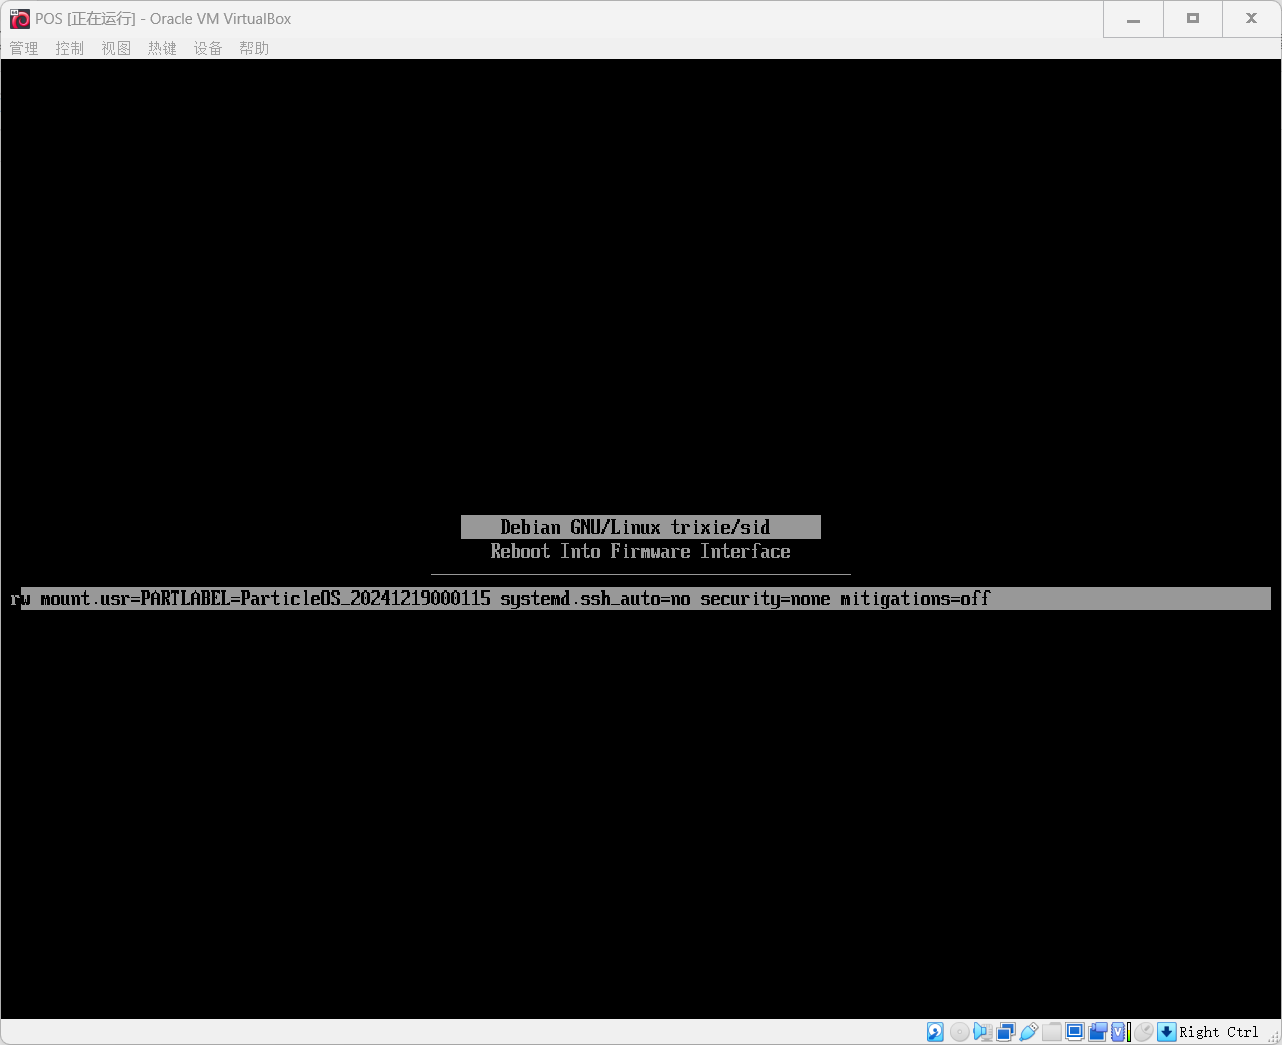 POS [正在运行] - Oracle VM VirtualBox
管理 控制 视图 热键 设备 帮助
Debian GNU/Linux trixie/sid
Reboot Into Firmware Interface
rw mount.usr=PARTLABEL=ParticleOS_20241219000115 systemd.ssh_auto=no security=none mitigations=off
Right Ctrl